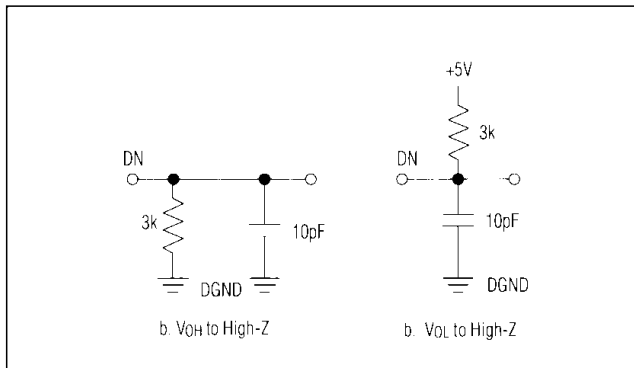 DN
3k
10pF
DGND
b. VOH to High-Z
+5V
3k
DN
10pF
DGND
b. VOL to High-Z